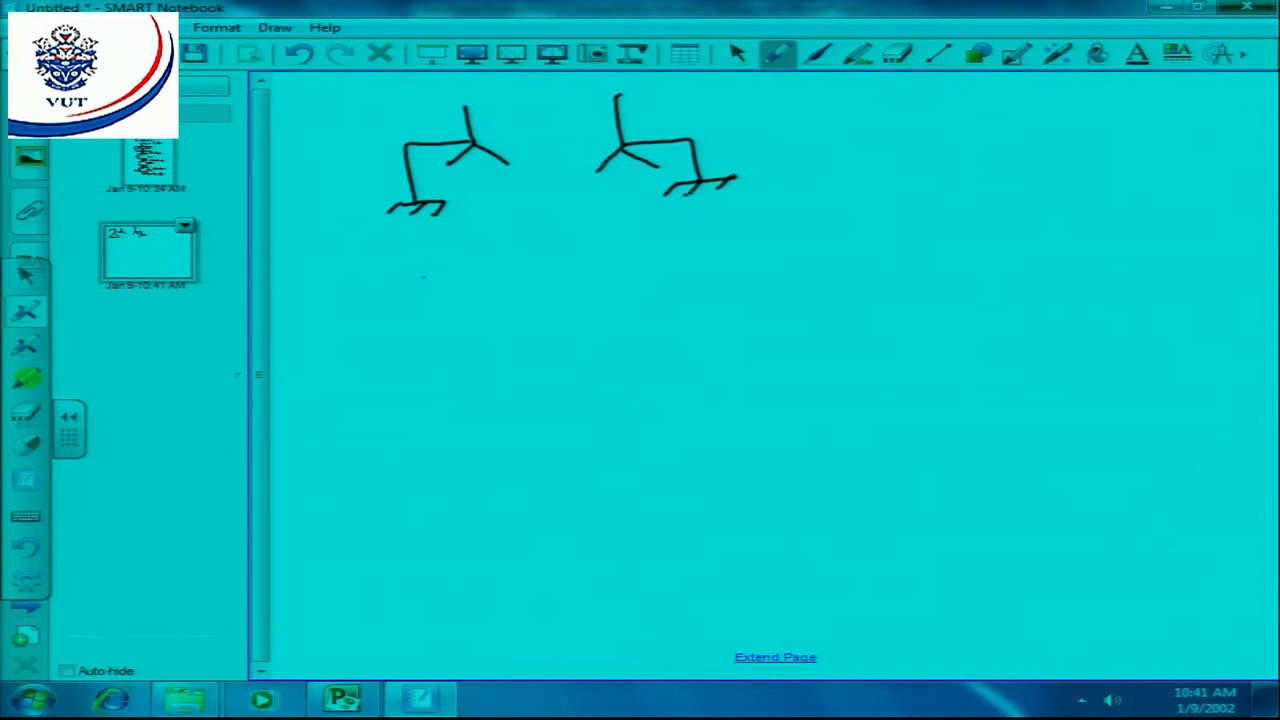 Untitled * - SMART Notebook
VUT
Format Draw Help
Jan 9-10:34 AM
Jan 9-10:41 AM
Extend Page
Auto-hide
10:41 AM
1/9/2002